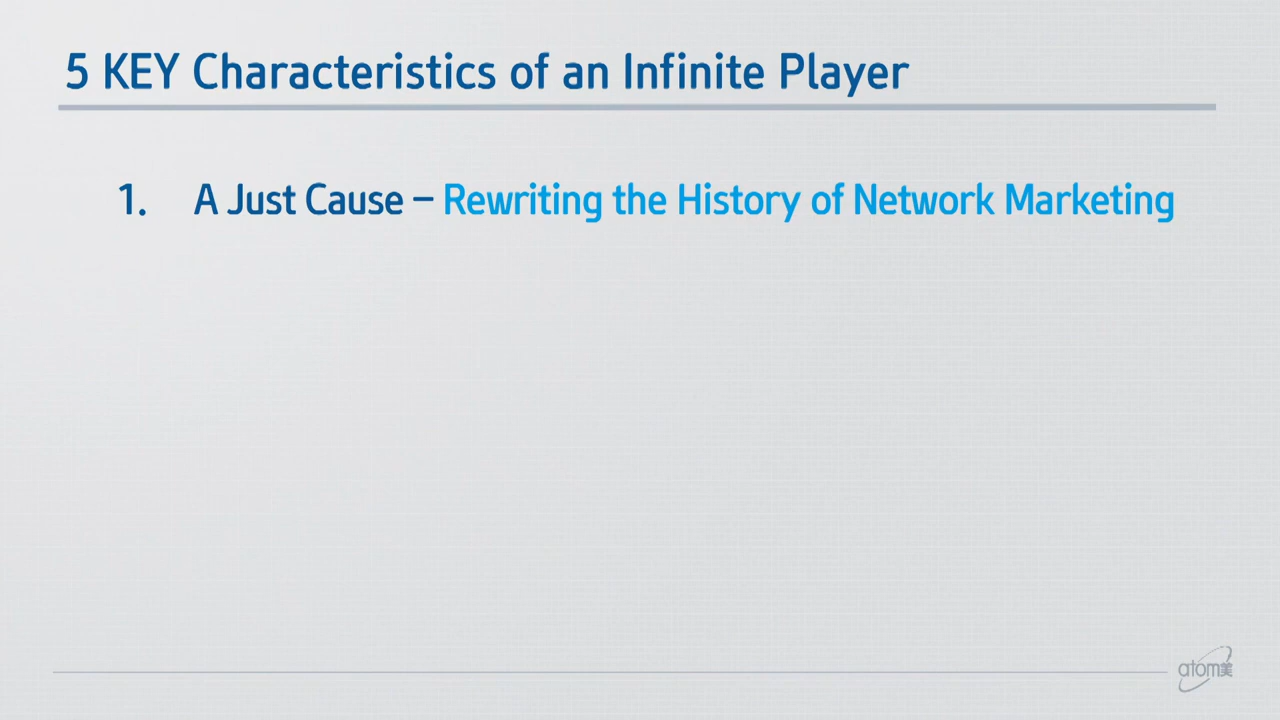 5 KEY Characteristics of an Infinite Player
1. A Just Cause – Rewriting the History of Network Marketing
atom美